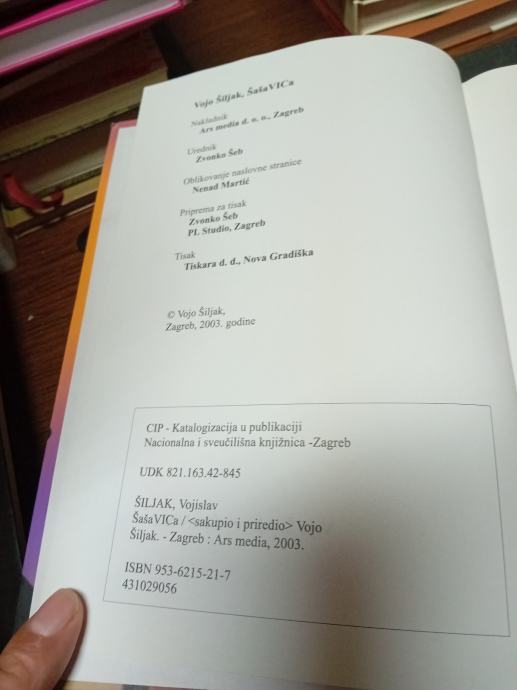 Vojo Šiljak, ŠašaVICa
Nakladnik
Ars media d. o. o., Zagreb
Urednik
Zvonko Šeb
Oblikovanje naslovne stranice
Nenad Martić
Priprema za tisak
Zvonko Šeb
PL Studio, Zagreb
Tisak
Tiskara d. d., Nova Gradiška
© Vojo Šiljak,
Zagreb, 2003. godine
CIP - Katalogizacija u publikaciji
Nacionalna i sveučilišna knjižnica -Zagreb
UDK 821.163.42-845
ŠILJAK, Vojislav
ŠašaVICa / <sakupio i priredio> Vojo
Šiljak. - Zagreb : Ars media, 2003.
ISBN 953-6215-21-7
431029056